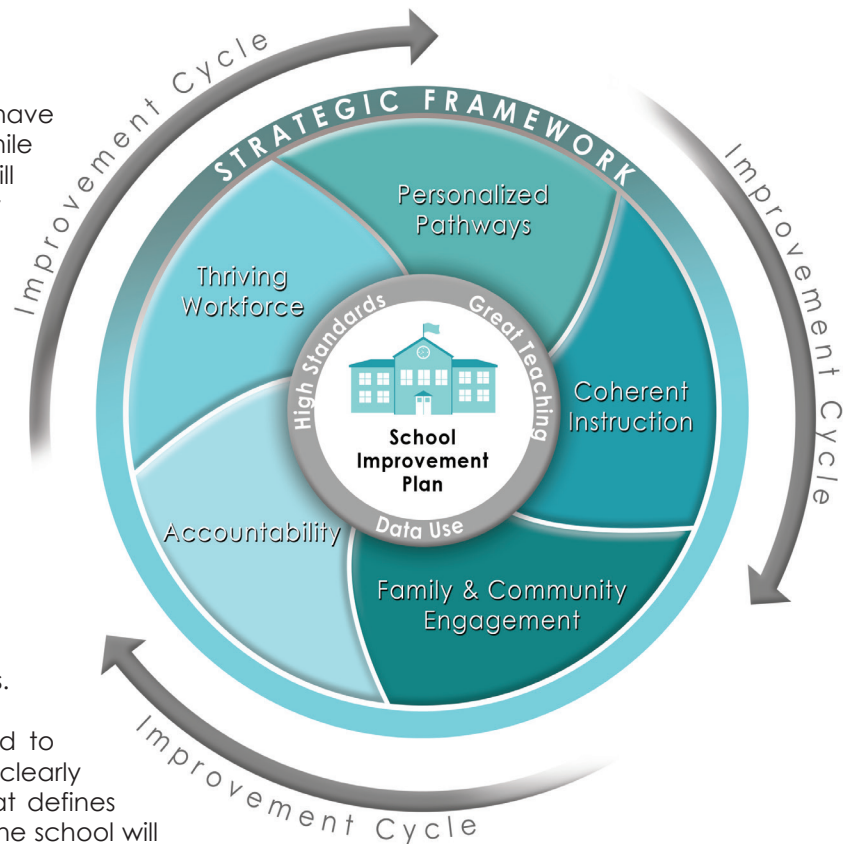 have
hile
ill
s.
d to
clearly
at defines
he school will
Improvement Cycle
Improvement Cycle
Improvement Cycle
STRATEGIC FRAMEWORK
Personalized
Pathways
Thriving
Workforce
Coherent
Instruction
Accountability
Family & Community
Engagement
High Standards
Great Teaching
Data Use
School
Improvement
Plan